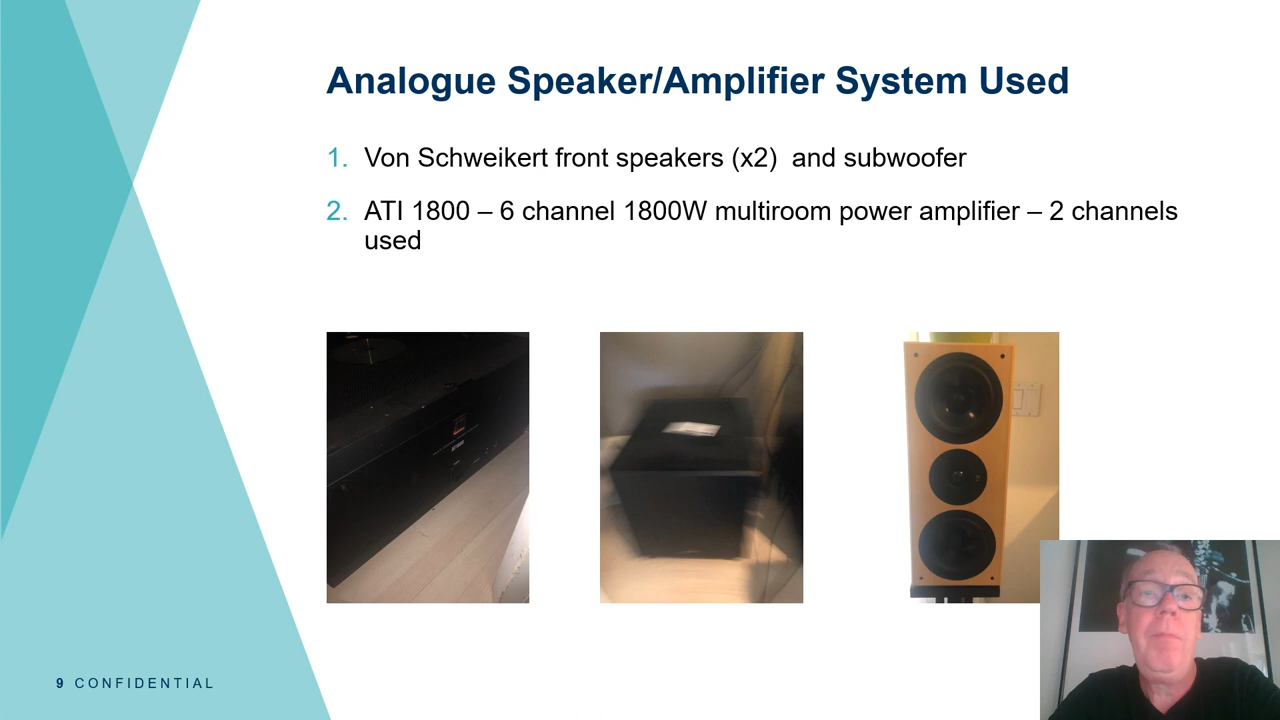 Analogue Speaker/Amplifier System Used
1. Von Schweikert front speakers (x2)  and subwoofer
2. ATI 1800 – 6 channel 1800W multiroom power amplifier – 2 channels
used
9 CONFIDENTIAL